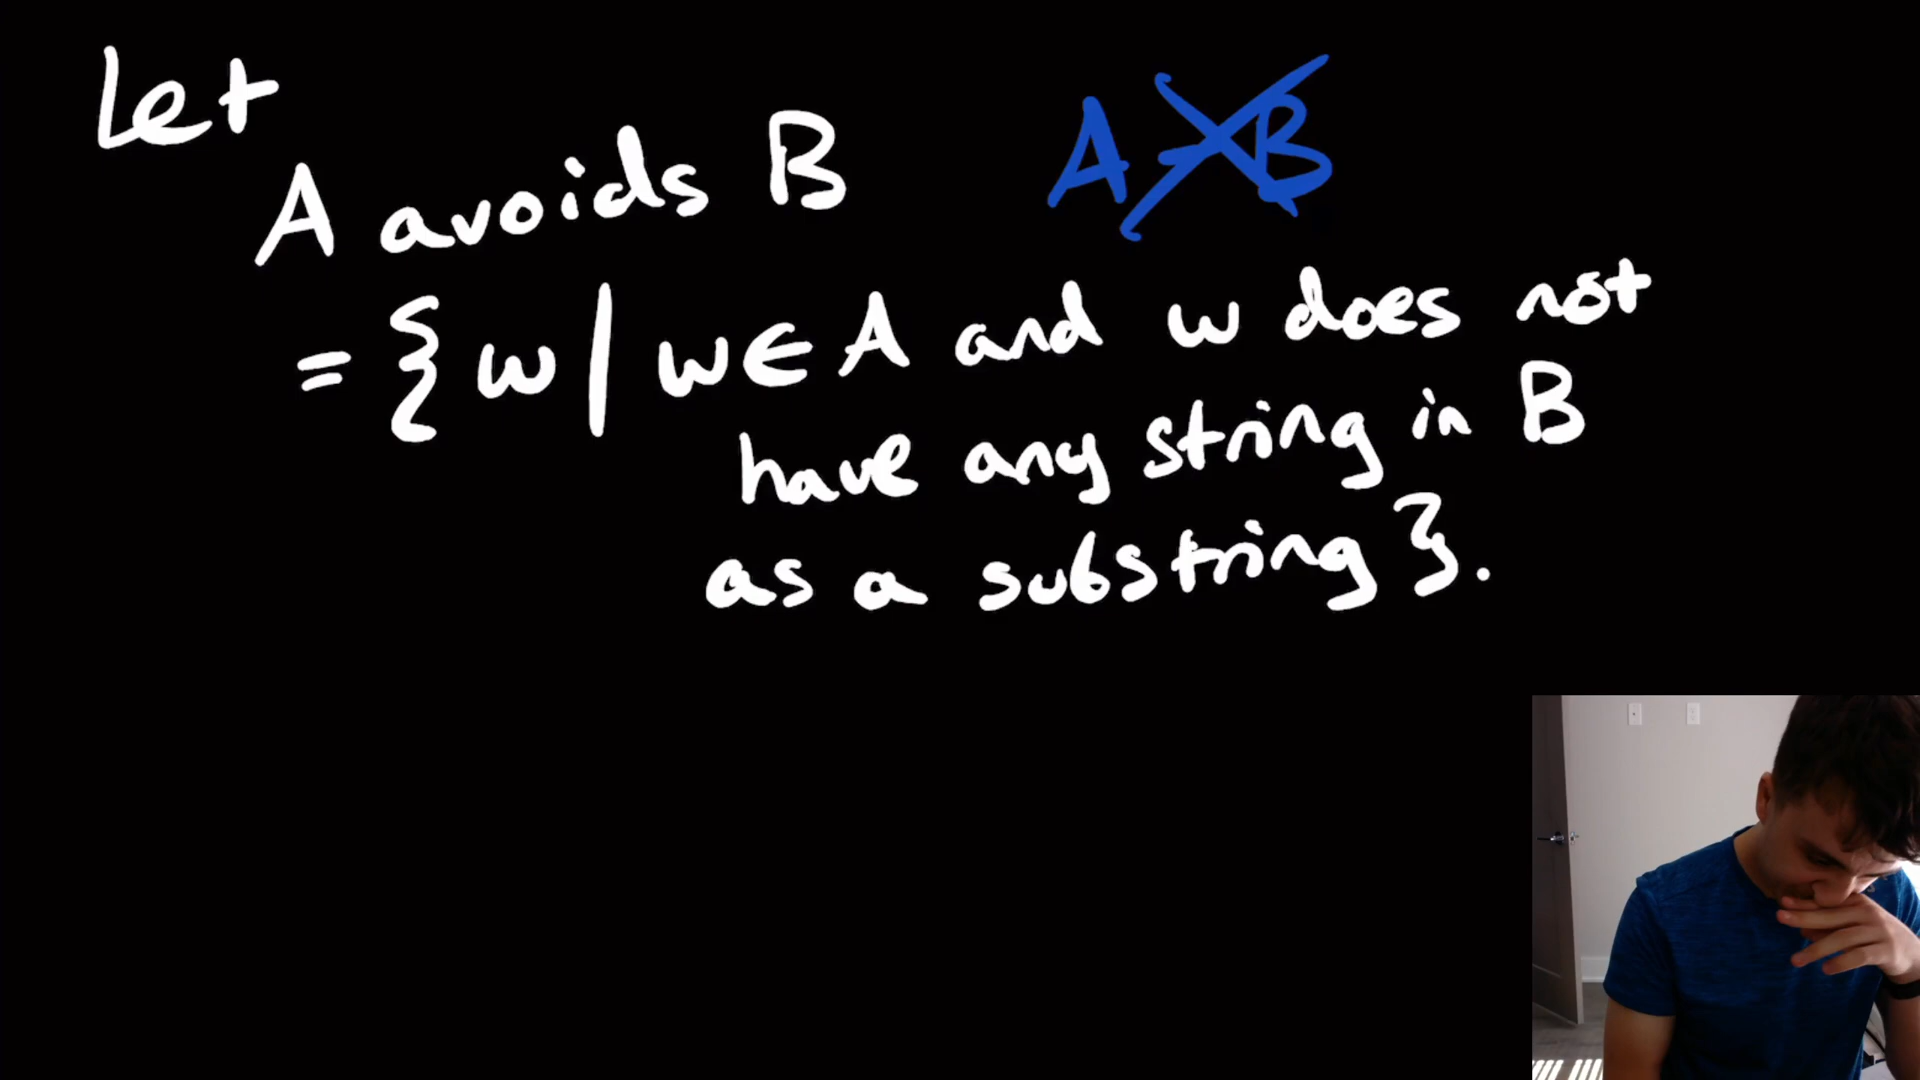 Let
A avoids B
A - B
= { w | w ∈ A and w does not
have any string in B
as a substring }.